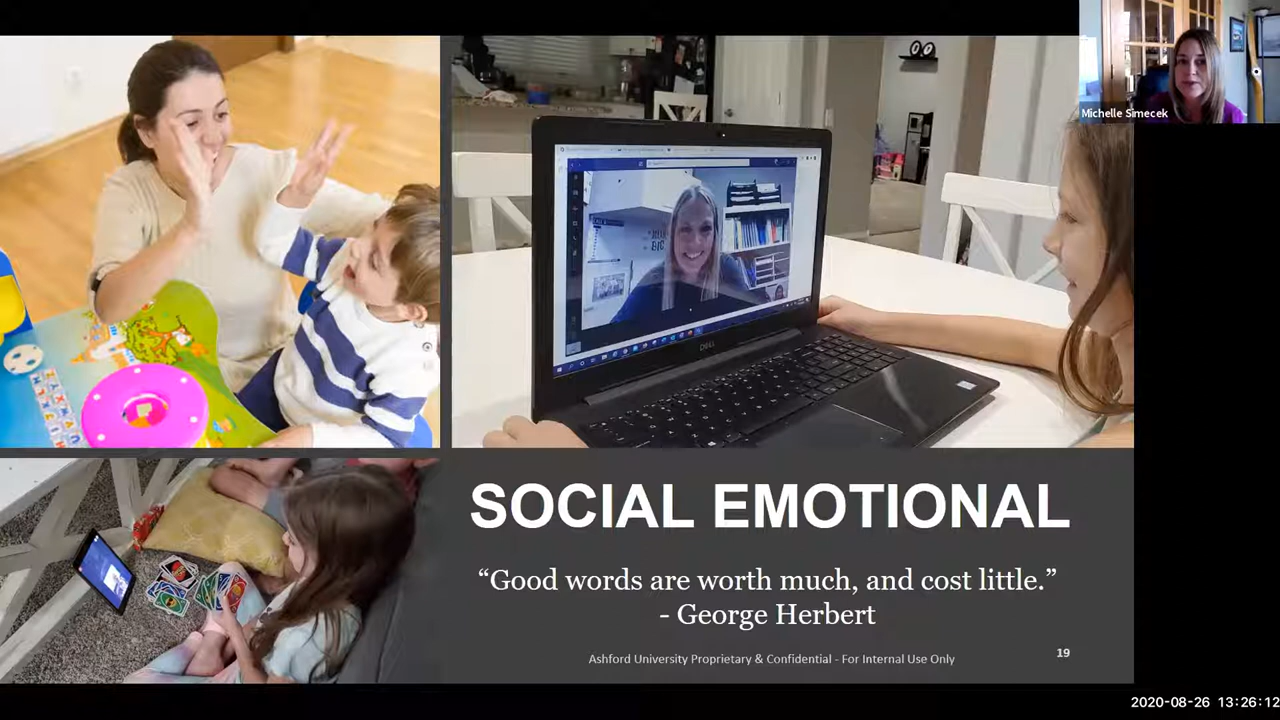 Michelle Simecek
DELL
SOCIAL EMOTIONAL
“Good words are worth much, and cost little.”
- George Herbert
Ashford University Proprietary & Confidential - For Internal Use Only
19
2020-08-26 13:26:12